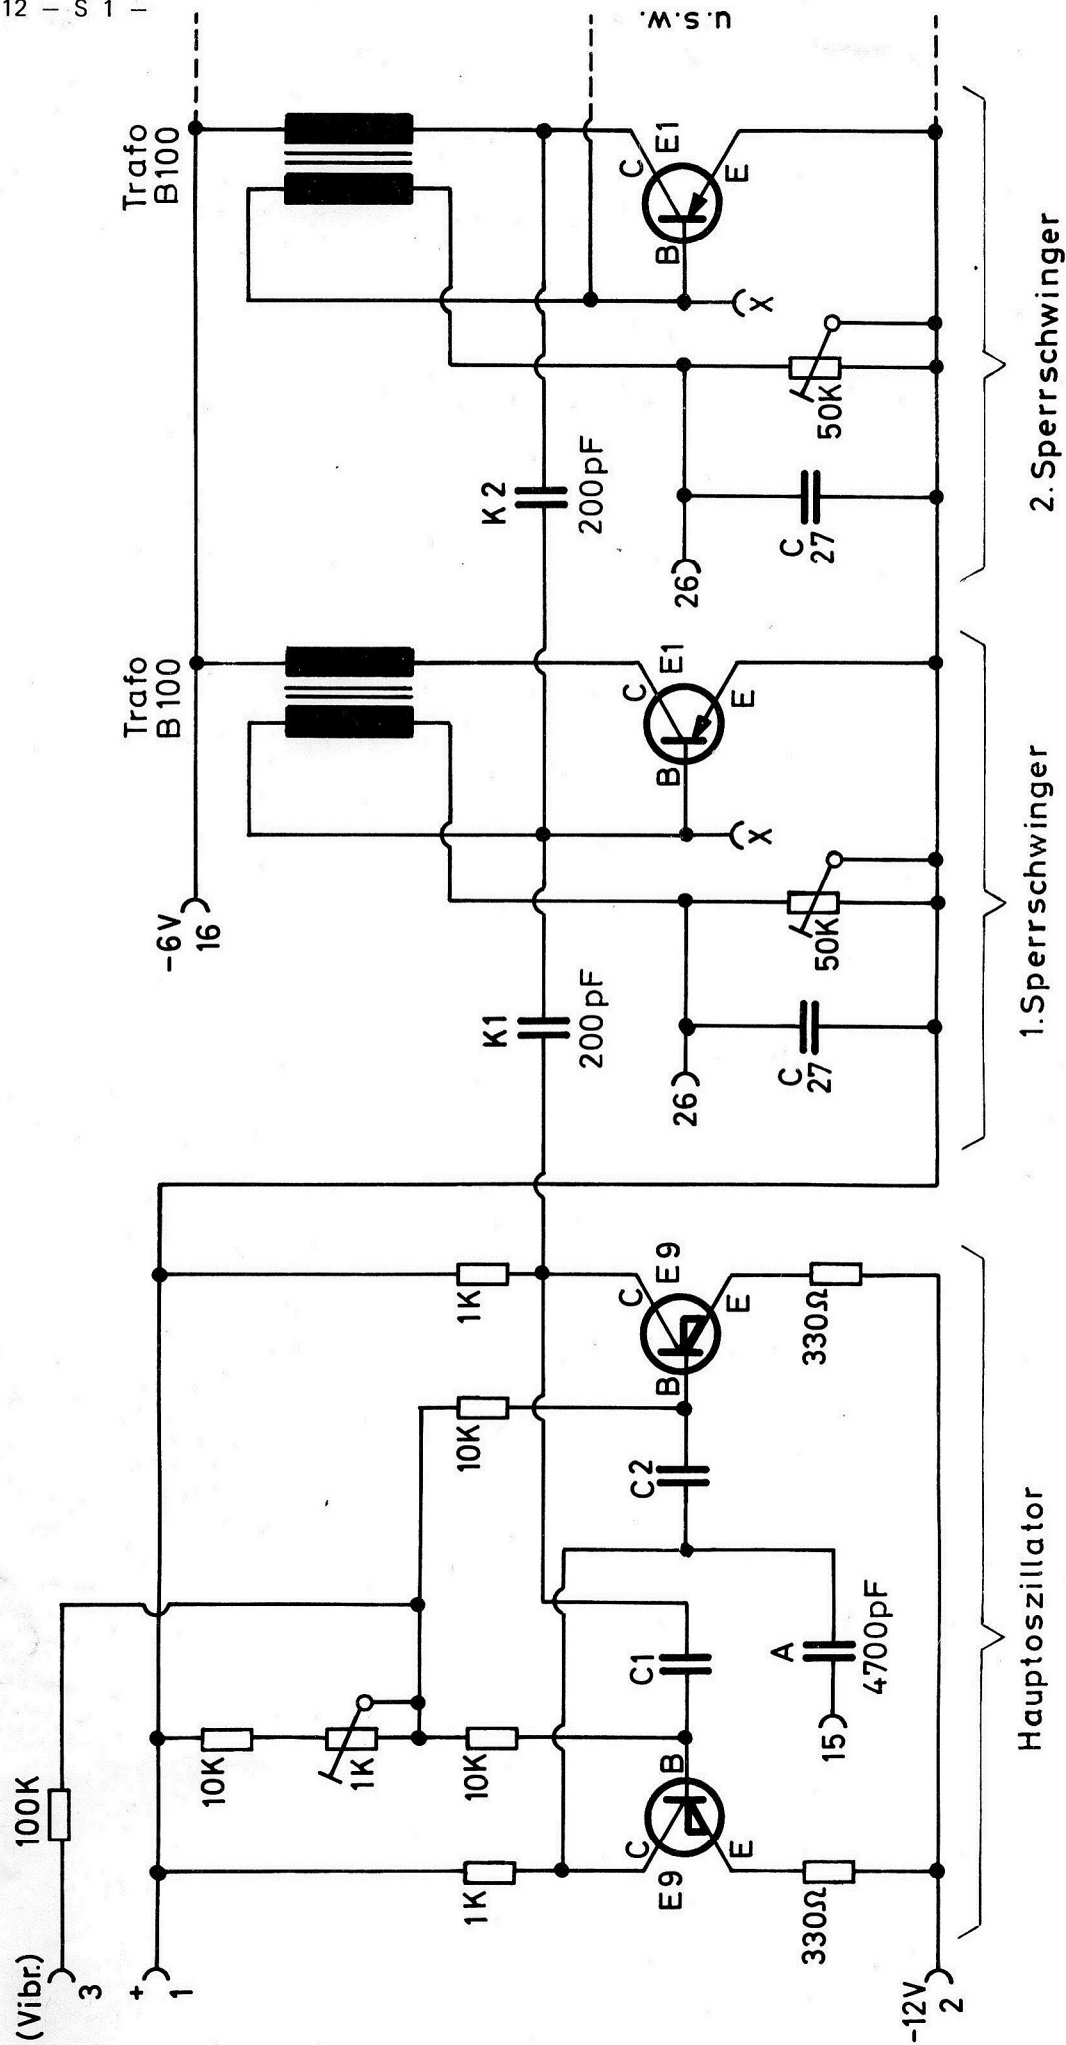 12 – S 1 –
u.s.w.
(Vibr.)
3
100K
+
1
-12V
2
10K
1K
10K
1K
10K
1K
C1
C2
B
C
E
E9
B
C
E
E9
330Ω
330Ω
A
4700pF
15
Hauptoszillator
-6V
16
Trafo
B100
K1
200pF
B
C
E
E1
X
26
C
27
50K
1.Sperrschwinger
Trafo
B100
K2
200pF
B
C
E
E1
X
26
C
27
50K
2.Sperrschwinger